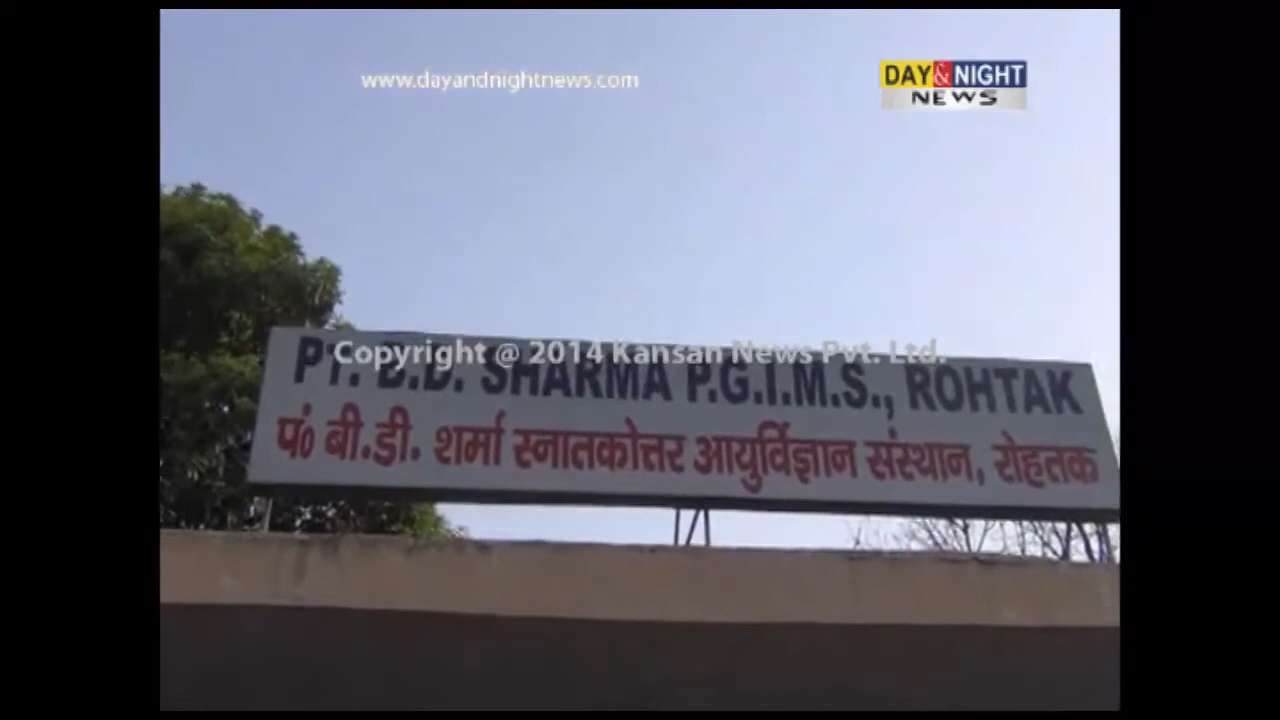 www.dayandnightnews.com
DAY & NIGHT
NEWS
Copyright @ 2014 Kansan News Pvt. Ltd.
PT. B.D. SHARMA P.G.I.M.S., ROHTAK
पं० बी.डी. शर्मा स्नातकोत्तर आयुर्विज्ञान संस्थान, रोहतक